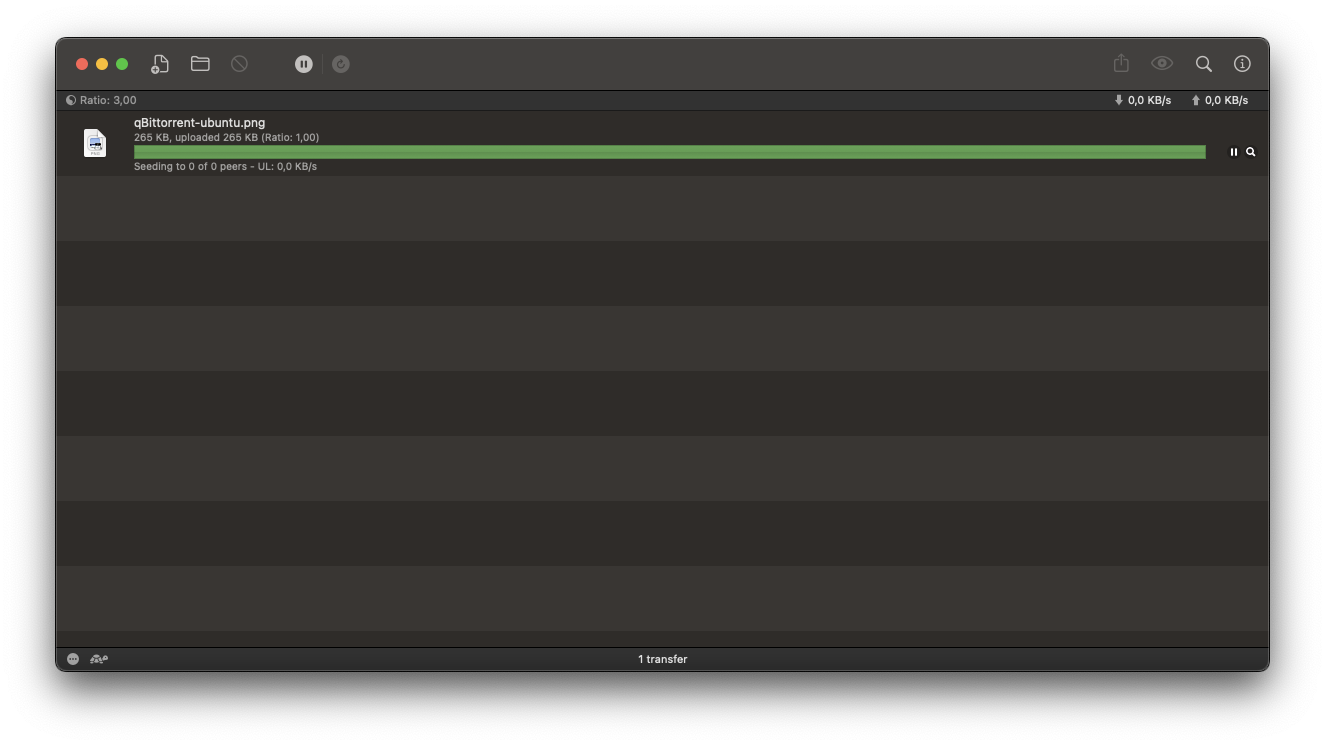 Ratio: 3,00
0,0 KB/s
0,0 KB/s
qBittorrent-ubuntu.png
265 KB, uploaded 265 KB (Ratio: 1,00)
Seeding to 0 of 0 peers - UL: 0,0 KB/s
1 transfer